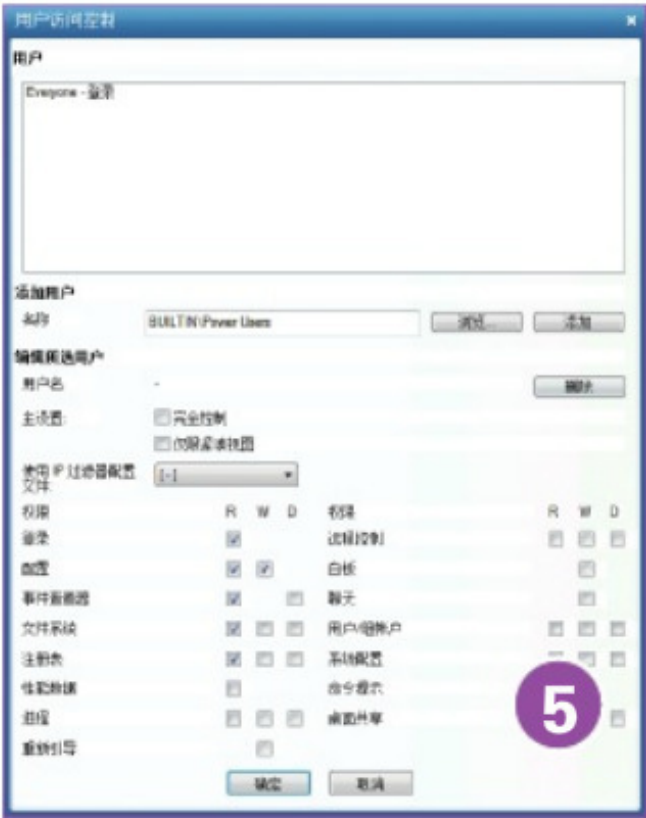 用户访问控制
用户
Everyone - 登录
添加用户
名称 BUILTIN\Power Users 浏览... 添加
编辑所选用户
用户名 - 删除
主设置: 完全控制
仅限紧凑视图
使用 IP 过滤器配置 [-]
文件:
权限 R W D 权限 R W D
登录 远程控制
配置 白板
事件查看器 聊天
文件系统 用户/组帐户
注册表 系统配置
性能数据 命令提示
进程 桌面共享
重新引导
确定 取消
5